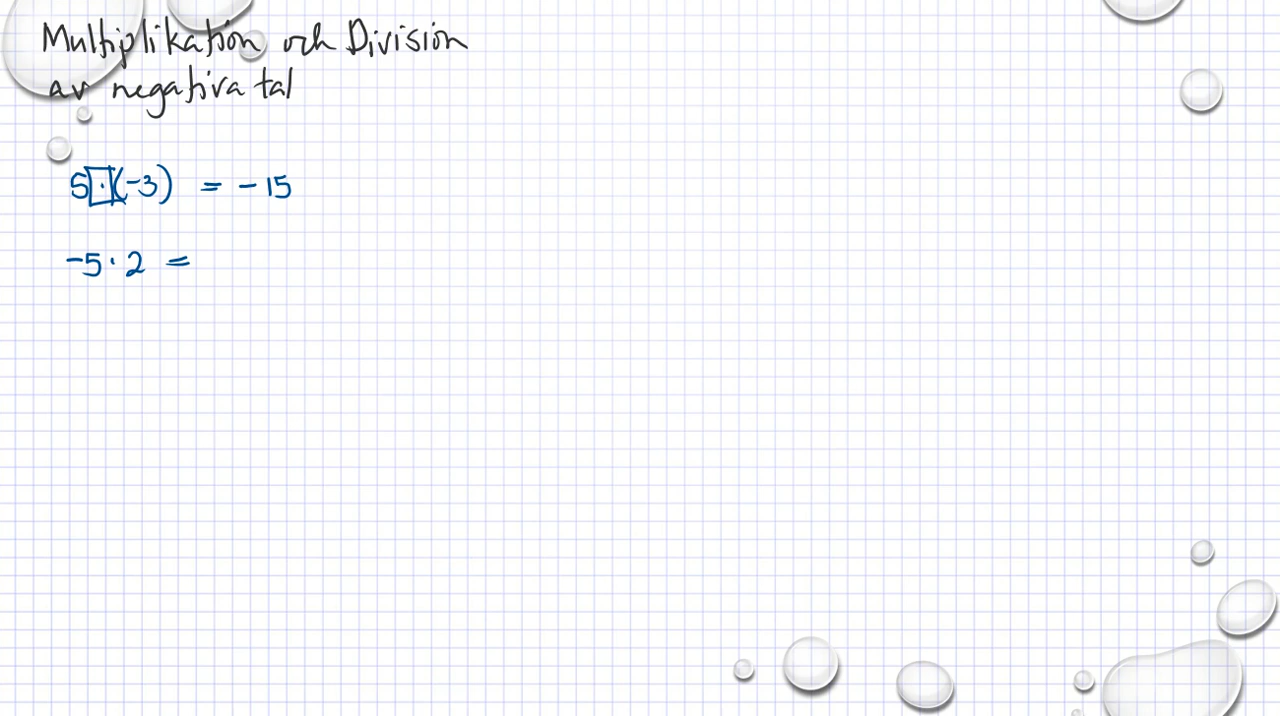 Multiplikation och Division
av negativa tal
5·(-3) = -15
-5·2 =